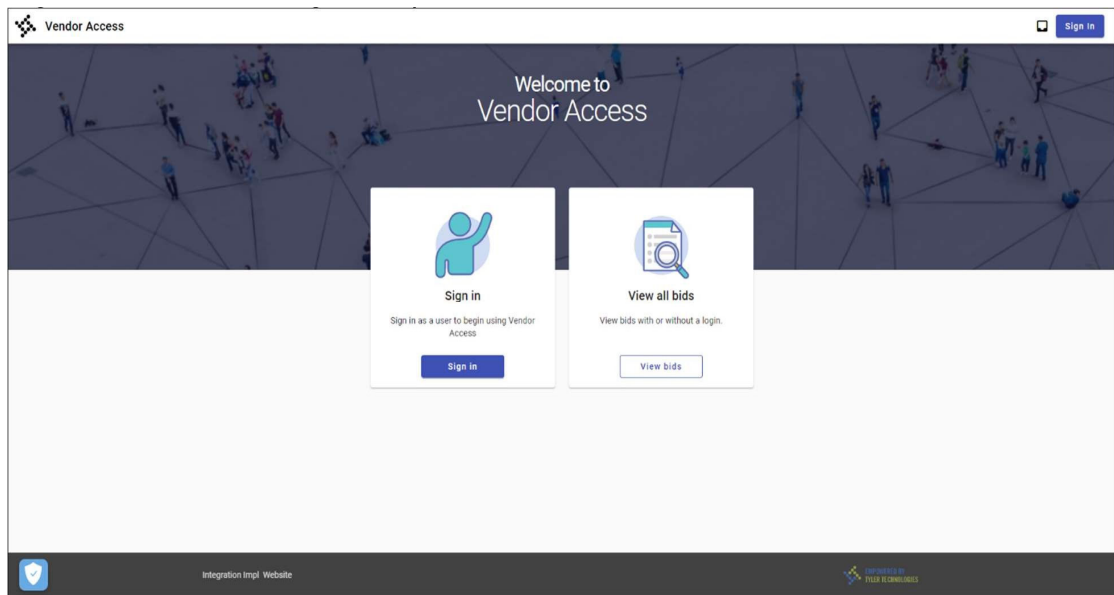 Vendor Access
Sign In
Welcome to
Vendor Access
Sign in
View all bids
Sign in as a user to begin using Vendor
Access
View bids with or without a login.
Sign in
View bids
Integration Impl Website
EMPOWERED BY
TYLER TECHNOLOGIES